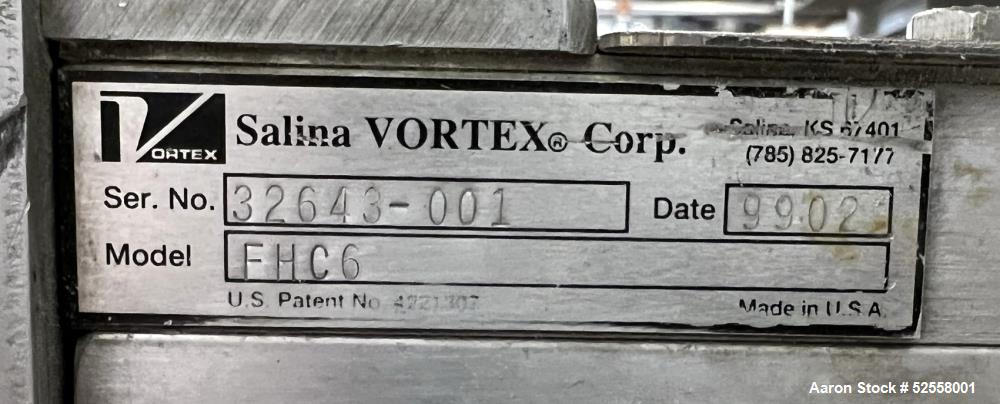 VORTEX
Salina VORTEX® Corp.
Salina, KS 67401
(785) 825-7177
Ser. No. 32643-001
Date 9902
Model FHC6
U.S. Patent No
Made in U.S.A.
Aaron Stock # 52558001